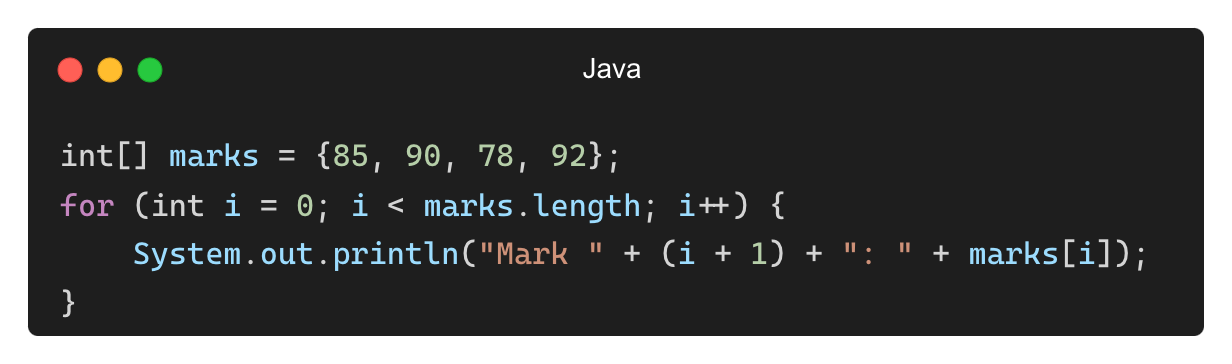 Java
int[] marks = {85, 90, 78, 92};
for (int i = 0; i < marks.length; i++) {
    System.out.println("Mark " + (i + 1) + ": " + marks[i]);
}